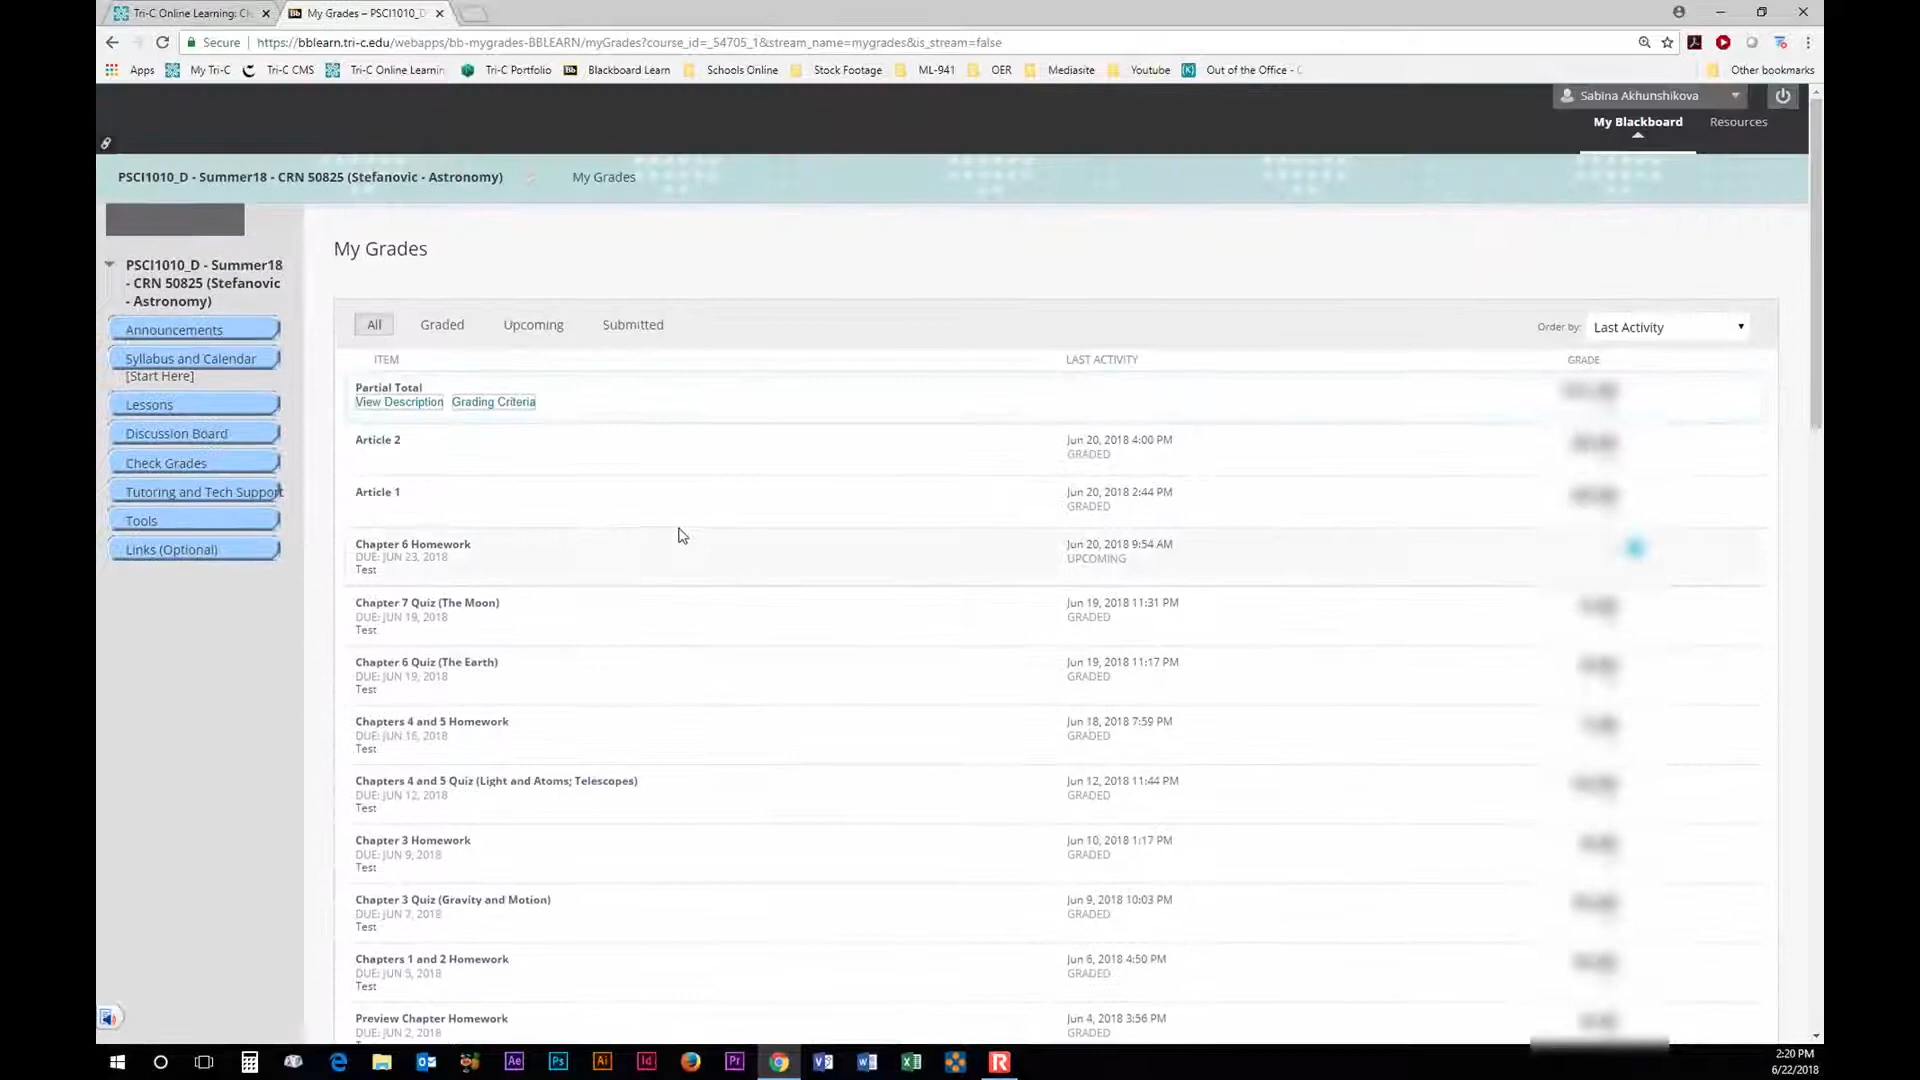 Tri-C Online Learning: C
My Grades – PSCI1010_D
Secure
https://bblearn.tri-c.edu/webapps/bb-mygrades-BBLEARN/myGrades?course_id=_54705_1&stream_name=mygrades&is_stream=false
Apps My Tri-C Tri-C CMS Tri-C Online Learnin Tri-C Portfolio Blackboard Learn Schools Online Stock Footage ML-941 OER Mediasite Youtube Out of the Office - C Other bookmarks
Sabina Akhunshikova
My Blackboard Resources
PSCI1010_D - Summer18 - CRN 50825 (Stefanovic - Astronomy) My Grades
PSCI1010_D - Summer18
- CRN 50825 (Stefanovic
- Astronomy)
Announcements
Syllabus and Calendar
[Start Here]
Lessons
Discussion Board
Check Grades
Tutoring and Tech Support
Tools
Links (Optional)
My Grades
All Graded Upcoming Submitted
Order by: Last Activity
ITEM LAST ACTIVITY GRADE
Partial Total
View Description Grading Criteria
Article 2 Jun 20, 2018 4:00 PM
GRADED
Article 1 Jun 20, 2018 2:44 PM
GRADED
Chapter 6 Homework Jun 20, 2018 9:54 AM
DUE: JUN 23, 2018 UPCOMING
Test
Chapter 7 Quiz (The Moon) Jun 19, 2018 11:31 PM
DUE: JUN 19, 2018 GRADED
Test
Chapter 6 Quiz (The Earth) Jun 19, 2018 11:17 PM
DUE: JUN 19, 2018 GRADED
Test
Chapters 4 and 5 Homework Jun 18, 2018 7:59 PM
DUE: JUN 16, 2018 GRADED
Test
Chapters 4 and 5 Quiz (Light and Atoms; Telescopes) Jun 12, 2018 11:44 PM
DUE: JUN 12, 2018 GRADED
Test
Chapter 3 Homework Jun 10, 2018 1:17 PM
DUE: JUN 9, 2018 GRADED
Test
Chapter 3 Quiz (Gravity and Motion) Jun 9, 2018 10:03 PM
DUE: JUN 7, 2018 GRADED
Test
Chapters 1 and 2 Homework Jun 6, 2018 4:50 PM
DUE: JUN 5, 2018 GRADED
Test
Preview Chapter Homework Jun 4, 2018 3:56 PM
DUE: JUN 2, 2018 GRADED
2:20 PM
6/22/2018